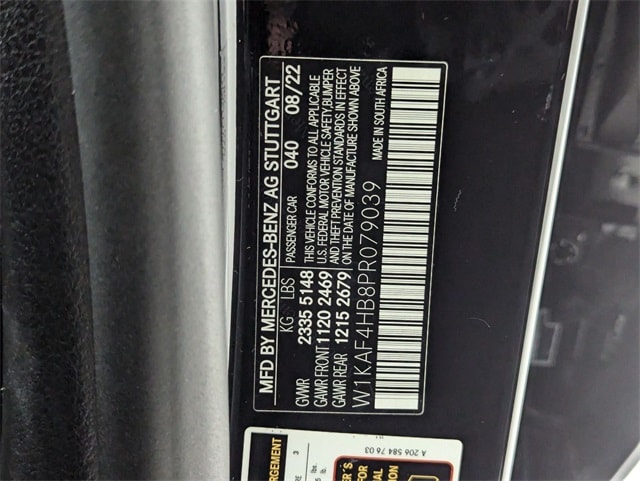 MFD BY MERCEDES-BENZ AG STUTTGART
KG LBS PASSENGER CAR 040 08/22
GVWR 2335 5148 THIS VEHICLE CONFORMS TO ALL APPLICABLE
GAWR FRONT 1120 2469 U.S. FEDERAL MOTOR VEHICLE SAFETY,BUMPER
GAWR REAR 1215 2679 AND THEFT PREVENTION STANDARDS IN EFFECT
ON THE DATE OF MANUFACTURE SHOWN ABOVE
W1KAF4HB8PR079039 MADE IN SOUTH AFRICA
A 206 584 76 03